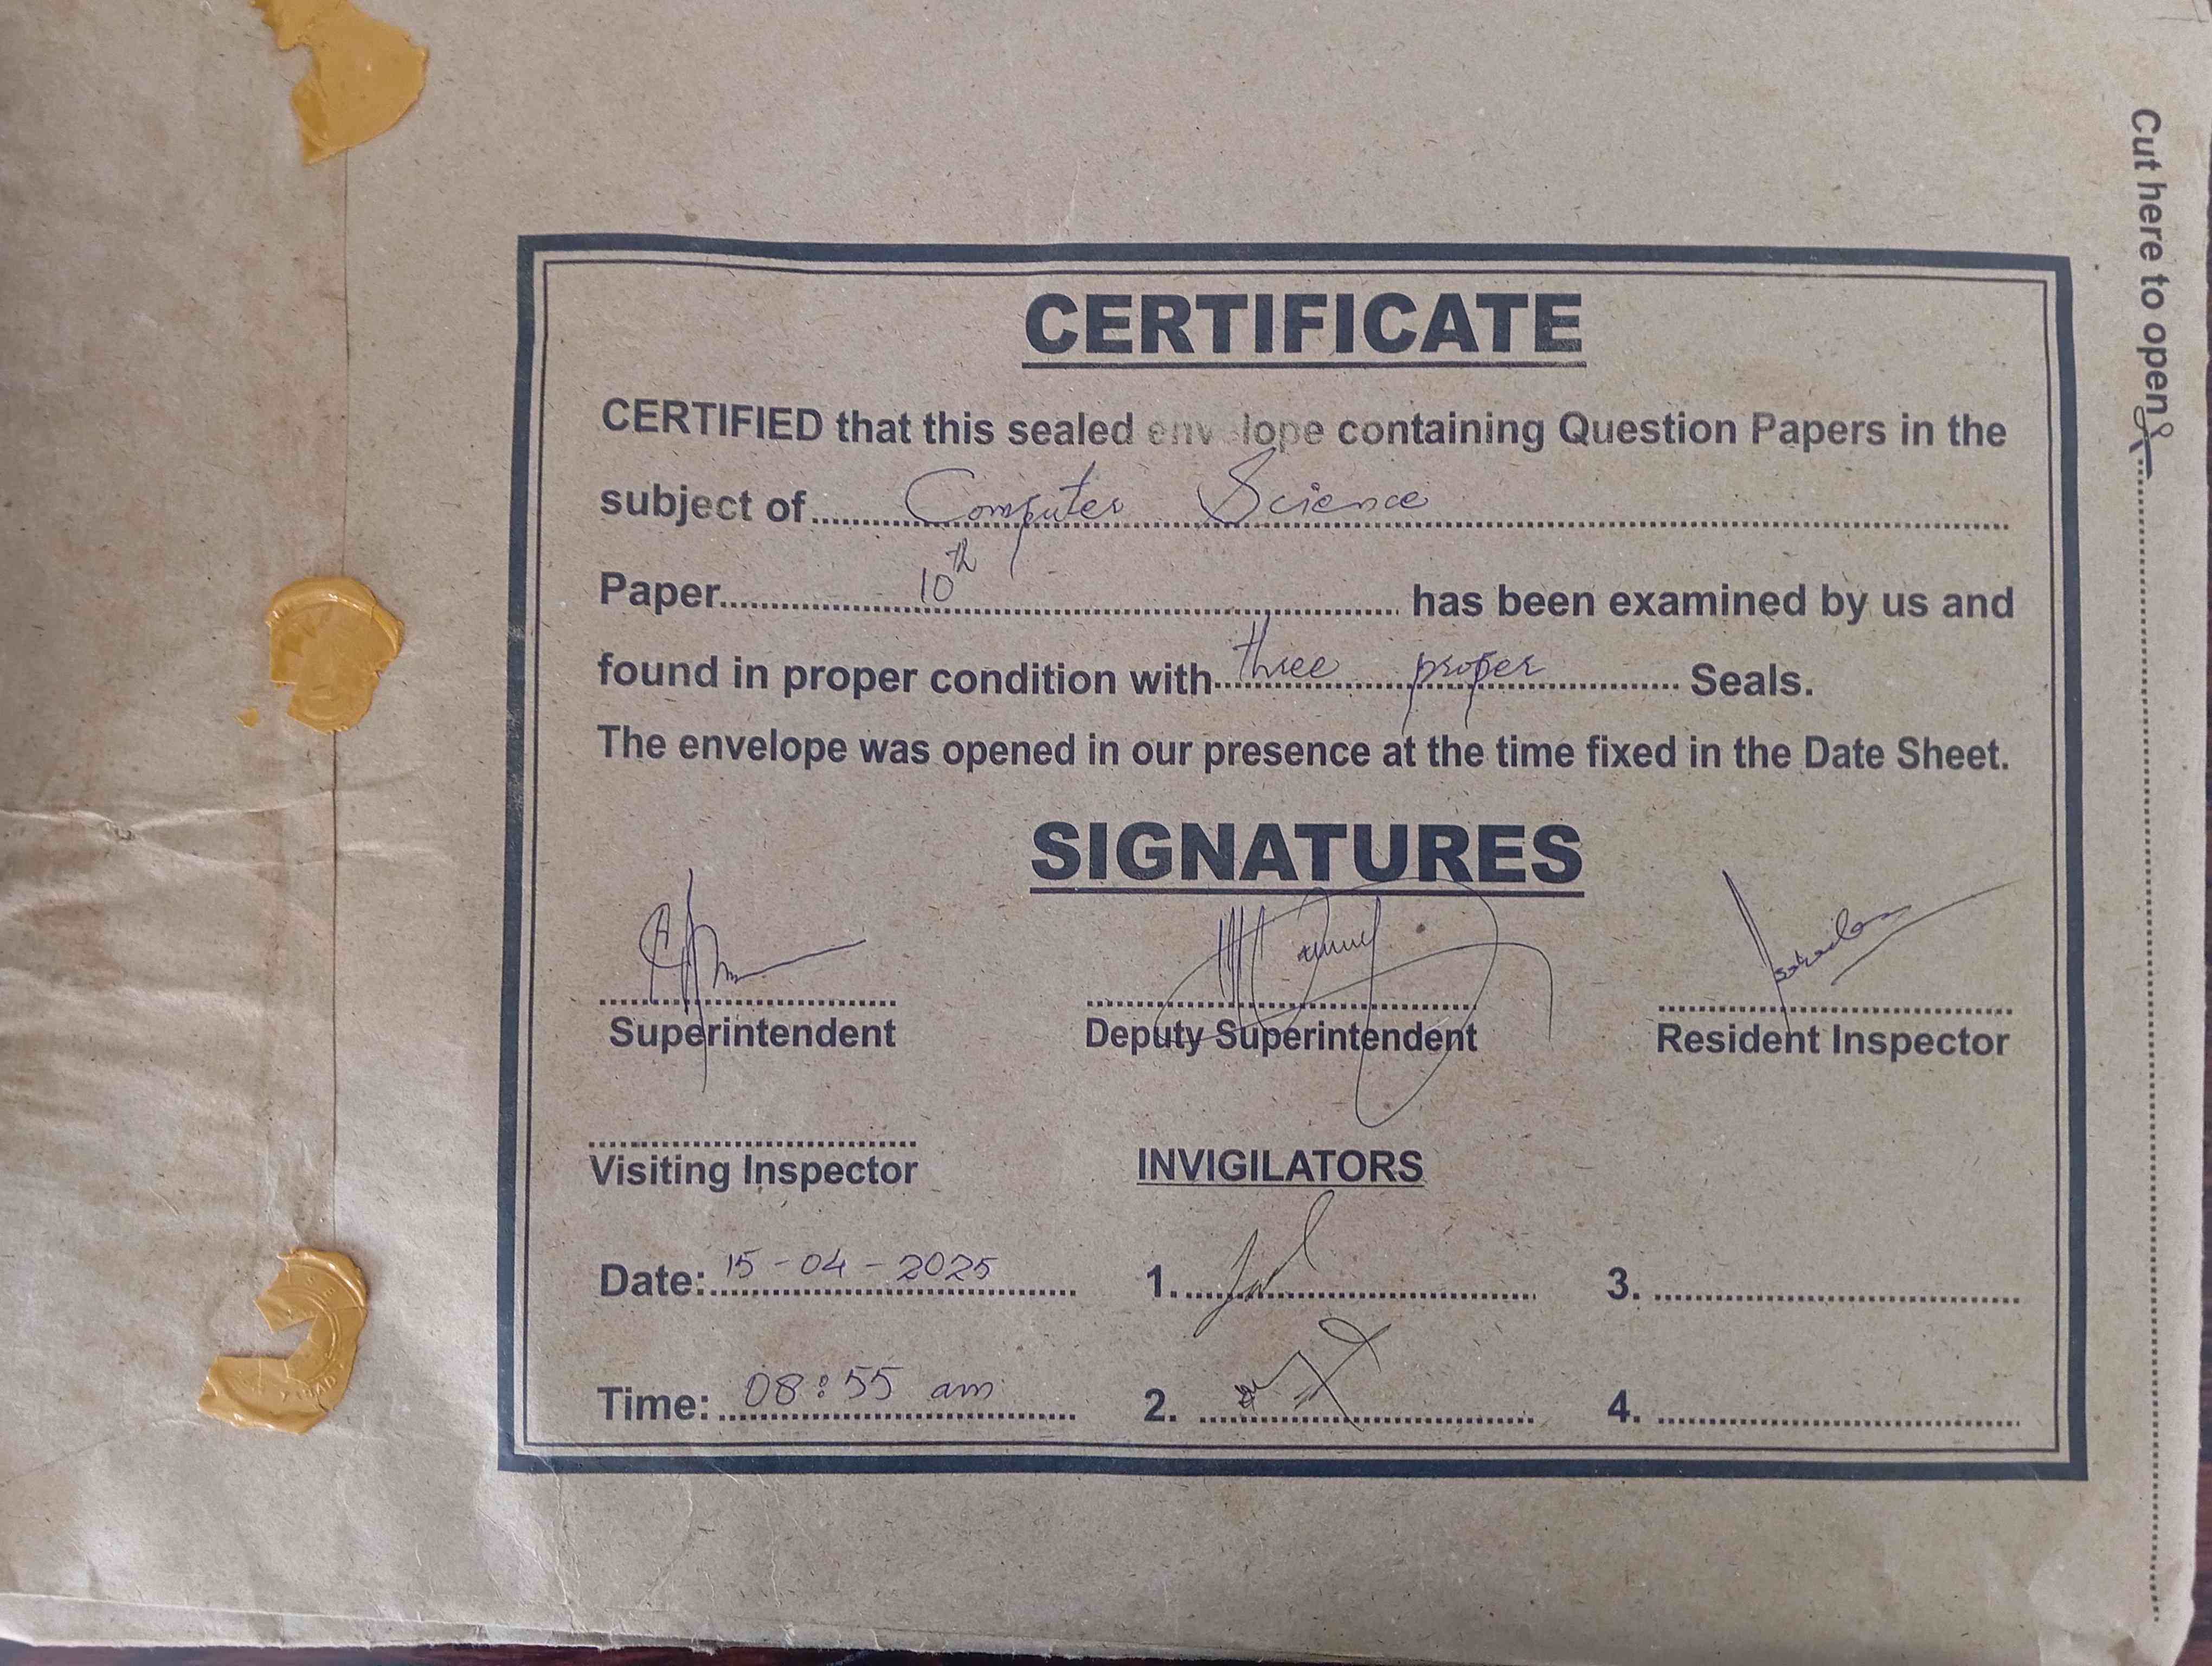 Cut here to open
CERTIFICATE
CERTIFIED that this sealed envelope containing Question Papers in the
subject of Computer Science
Paper 10th has been examined by us and
found in proper condition with three proper Seals.
The envelope was opened in our presence at the time fixed in the Date Sheet.
SIGNATURES
Superintendent Deputy Superintendent Resident Inspector
Visiting Inspector INVIGILATORS
Date: 15-04-2025 1. 3.
Time: 08:55 am 2. 4.